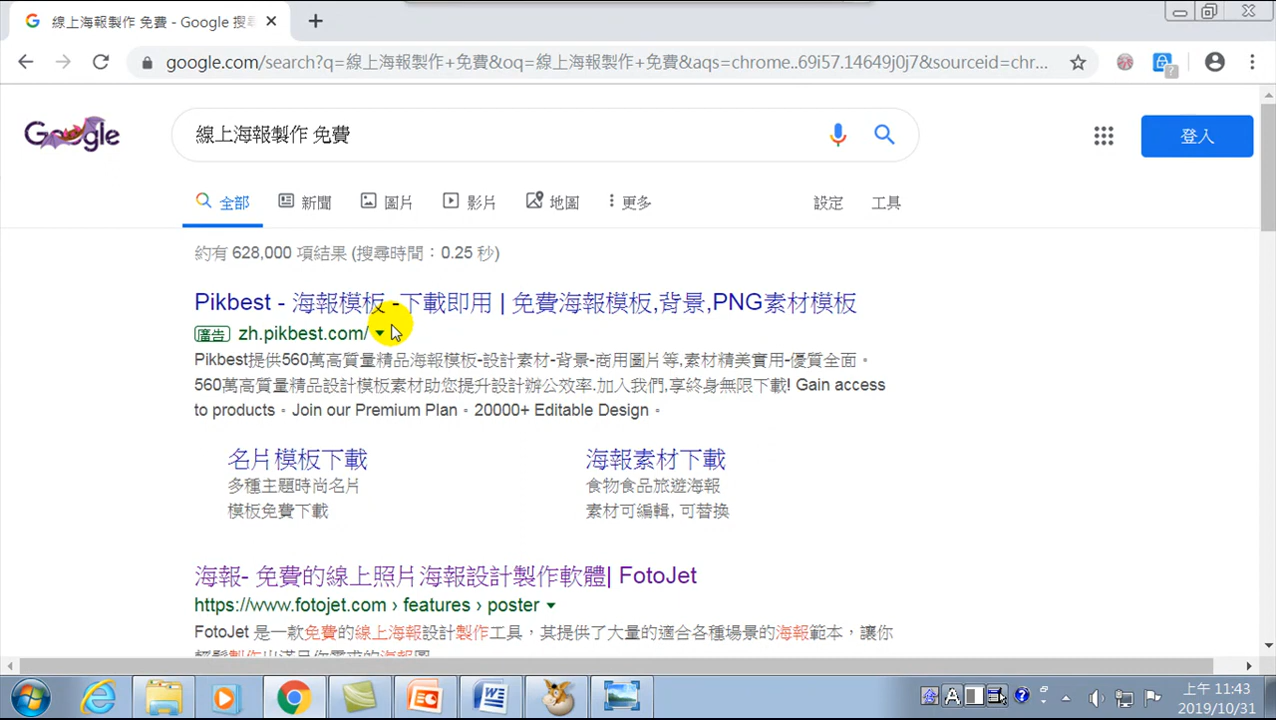 線上海報製作 免費 - Google 搜尋
google.com/search?q=線上海報製作+免費&oq=線上海報製作+免費&aqs=chrome..69i57.14649j0j7&sourceid=chr...
Google
線上海報製作 免費
登入
全部 新聞 圖片 影片 地圖 更多 設定 工具
約有 628,000 項結果 (搜尋時間：0.25 秒)
Pikbest - 海報模板 -下載即用 | 免費海報模板,背景,PNG素材模板
廣告 zh.pikbest.com/
Pikbest提供560萬高質量精品海報模板-設計素材-背景-商用圖片等,素材精美實用-優質全面。
560萬高質量精品設計模板素材助您提升設計辦公效率.加入我們,享終身無限下載! Gain access
to products。Join our Premium Plan。20000+ Editable Design。
名片模板下載
多種主題時尚名片
模板免費下載
海報素材下載
食物食品旅遊海報
素材可編輯, 可替換
海報- 免費的線上照片海報設計製作軟體| FotoJet
https://www.fotojet.com › features › poster
FotoJet 是一款免費的線上海報設計製作工具，其提供了大量的適合各種場景的海報範本，讓你
上午 11:43
2019/10/31